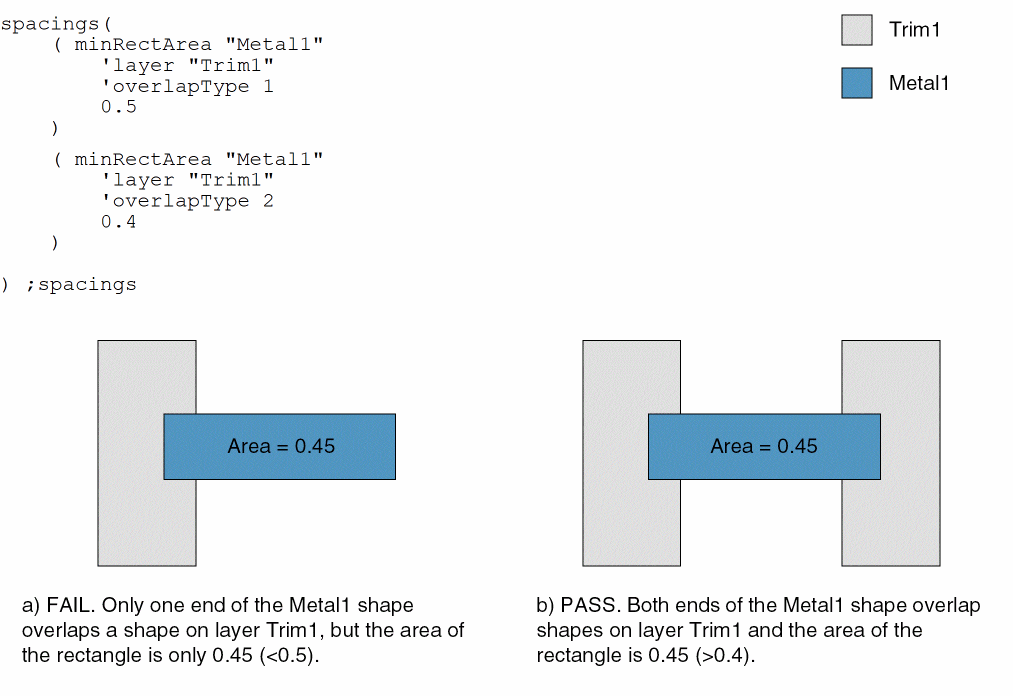 spacings(
( minRectArea "Metal1"
'layer "Trim1"
'overlapType 1
0.5
)
( minRectArea "Metal1"
'layer "Trim1"
'overlapType 2
0.4
)
) ;spacings
Trim1
Metal1
Area = 0.45
Area = 0.45
a) FAIL. Only one end of the Metal1 shape
overlaps a shape on layer Trim1, but the area of
the rectangle is only 0.45 (<0.5).
b) PASS. Both ends of the Metal1 shape overlap
shapes on layer Trim1 and the area of the
rectangle is 0.45 (>0.4).